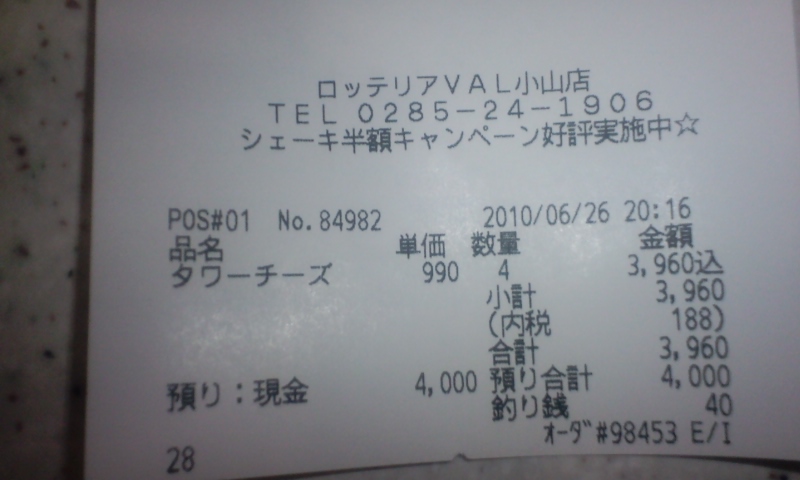 ロッテリアVAL小山店
TEL 0285-24-1906
シェーキ半額キャンペーン好評実施中☆
POS#01 No.84982 2010/06/26 20:16
品名 単価 数量 金額
タワーチーズ 990 4 3,960込
小計 3,960
(内税 188)
合計 3,960
預り:現金 4,000 預り合計 4,000
釣り銭 40
オーダ#98453 E/I
28